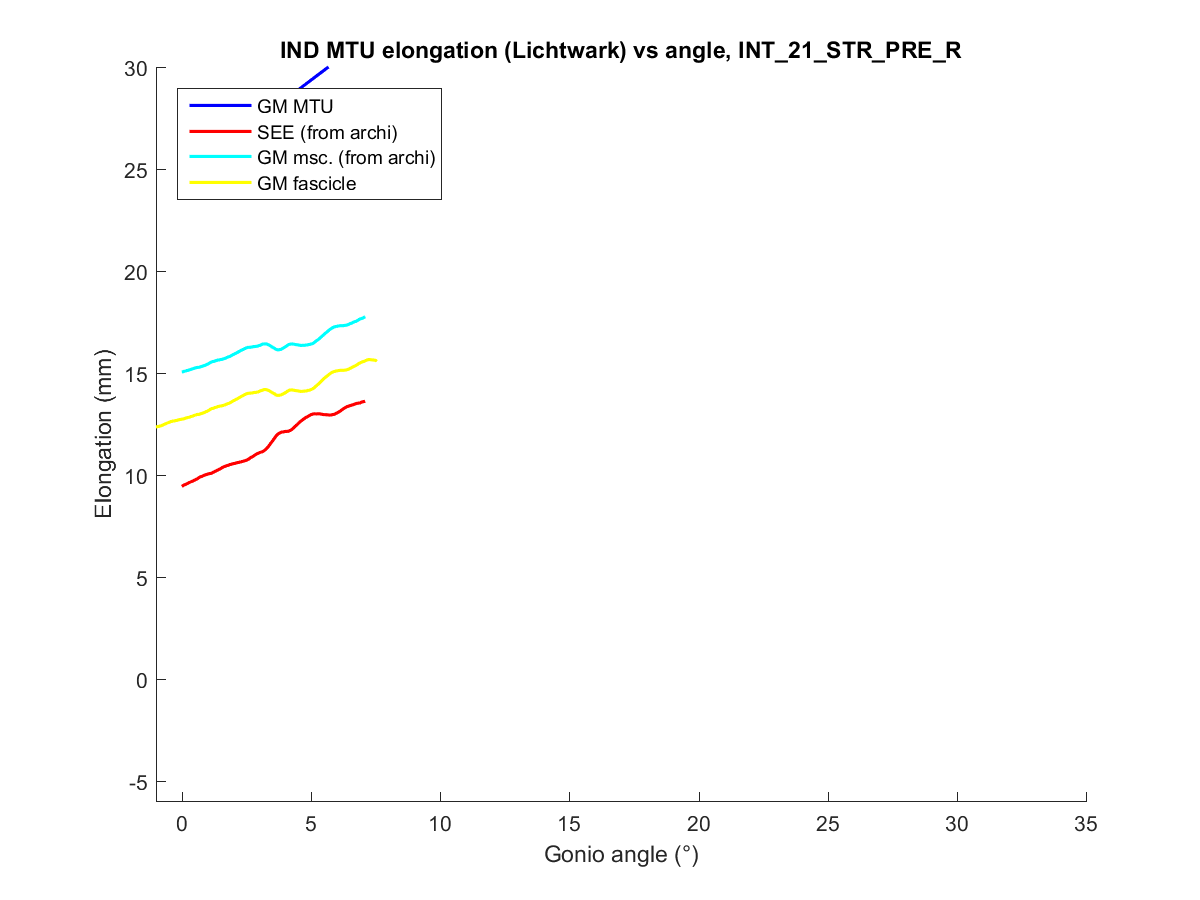 IND MTU elongation (Lichtwark) vs angle, INT_21_STR_PRE_R
30
25
20
15
10
5
0
-5
Elongation (mm)
GM MTU
SEE (from archi)
GM msc. (from archi)
GM fascicle
0 5 10 15 20 25 30 35
Gonio angle (°)